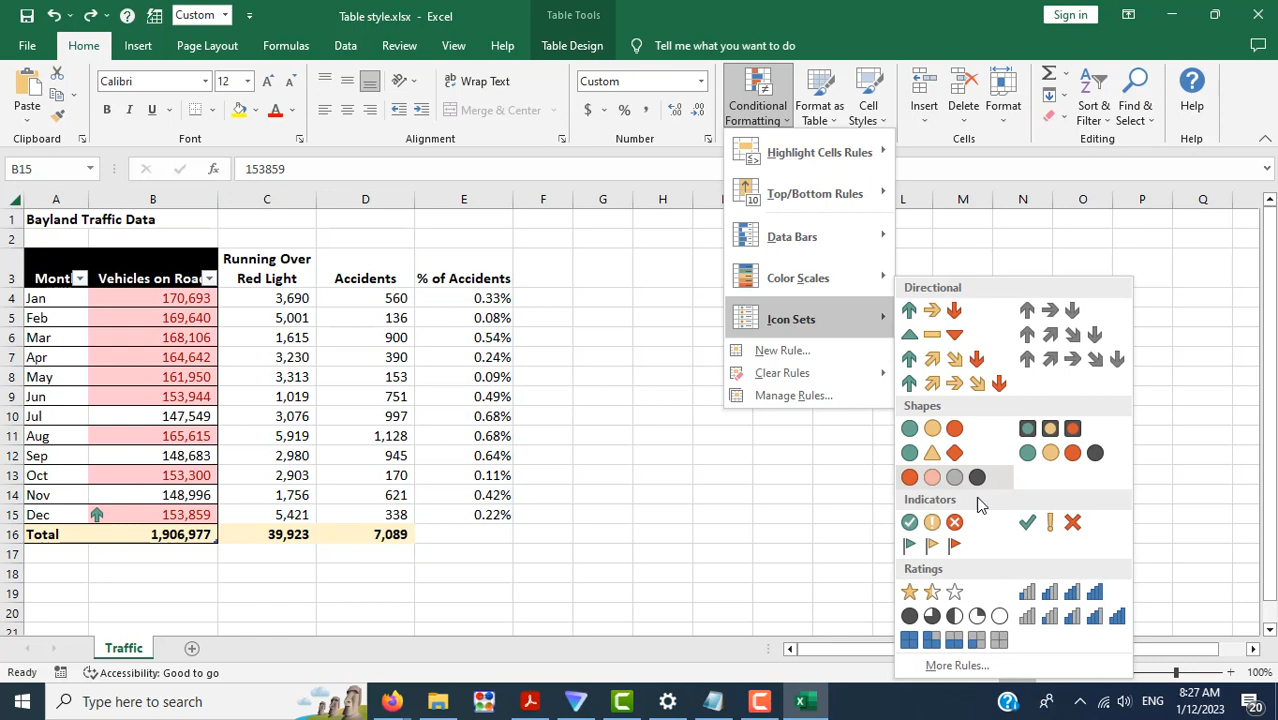 Custom
Table style.xlsx - Excel
Table Tools
Sign in
File
Home
Insert
Page Layout
Formulas
Data
Review
View
Help
Table Design
Tell me what you want to do
Paste
Clipboard
Calibri
12
B I U
Font
Wrap Text
Merge & Center
Alignment
Custom
$ % ,
Number
Conditional Formatting
Format as Table
Cell Styles
Insert
Delete
Format
Cells
Sort & Filter
Find & Select
Editing
Help
Help
B15
fx
153859
A B C D E F G H L M N O P Q
1 Bayland Traffic Data
2
3 Mont Vehicles on Roa Running Over Red Light Accidents % of Accidents
4 Jan 170,693 3,690 560 0.33%
5 Feb 169,640 5,001 136 0.08%
6 Mar 168,106 1,615 900 0.54%
7 Apr 164,642 3,230 390 0.24%
8 May 161,950 3,313 153 0.09%
9 Jun 153,944 1,019 751 0.49%
10 Jul 147,549 3,076 997 0.68%
11 Aug 165,615 5,919 1,128 0.68%
12 Sep 148,683 2,980 945 0.64%
13 Oct 153,300 2,903 170 0.11%
14 Nov 148,996 1,756 621 0.42%
15 Dec 153,859 5,421 338 0.22%
16 Total 1,906,977 39,923 7,089
17
18
19
20
21
Highlight Cells Rules
Top/Bottom Rules
Data Bars
Color Scales
Icon Sets
New Rule...
Clear Rules
Manage Rules...
Directional
Shapes
Indicators
Ratings
More Rules...
Traffic
Ready
Accessibility: Good to go
100%
Type here to search
ENG
8:27 AM
1/12/2023
20